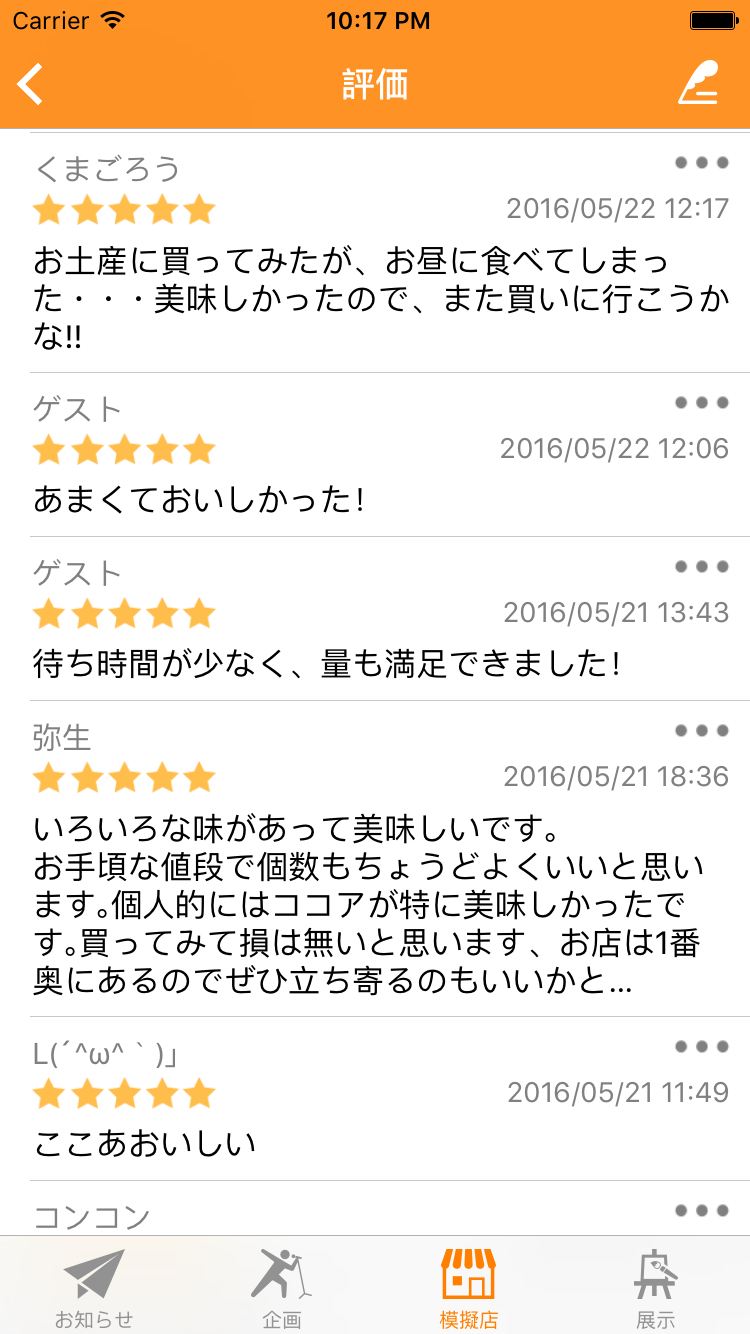 Carrier 10:17 PM
評価
くまごろう
2016/05/22 12:17
お土産に買ってみたが、お昼に食べてしまっ
た・・・美味しかったので、また買いに行こうか
な!!
ゲスト
2016/05/22 12:06
あまくておいしかった!
ゲスト
2016/05/21 13:43
待ち時間が少なく、量も満足できました!
弥生
2016/05/21 18:36
いろいろな味があって美味しいです。
お手頃な値段で個数もちょうどよくいいと思い
ます｡個人的にはココアが特に美味しかったで
す｡買ってみて損は無いと思います、お店は1番
奥にあるのでぜひ立ち寄るのもいいかと...
L(´^ω^｀)」
2016/05/21 11:49
ここあおいしい
コンコン
お知らせ 企画 模擬店 展示